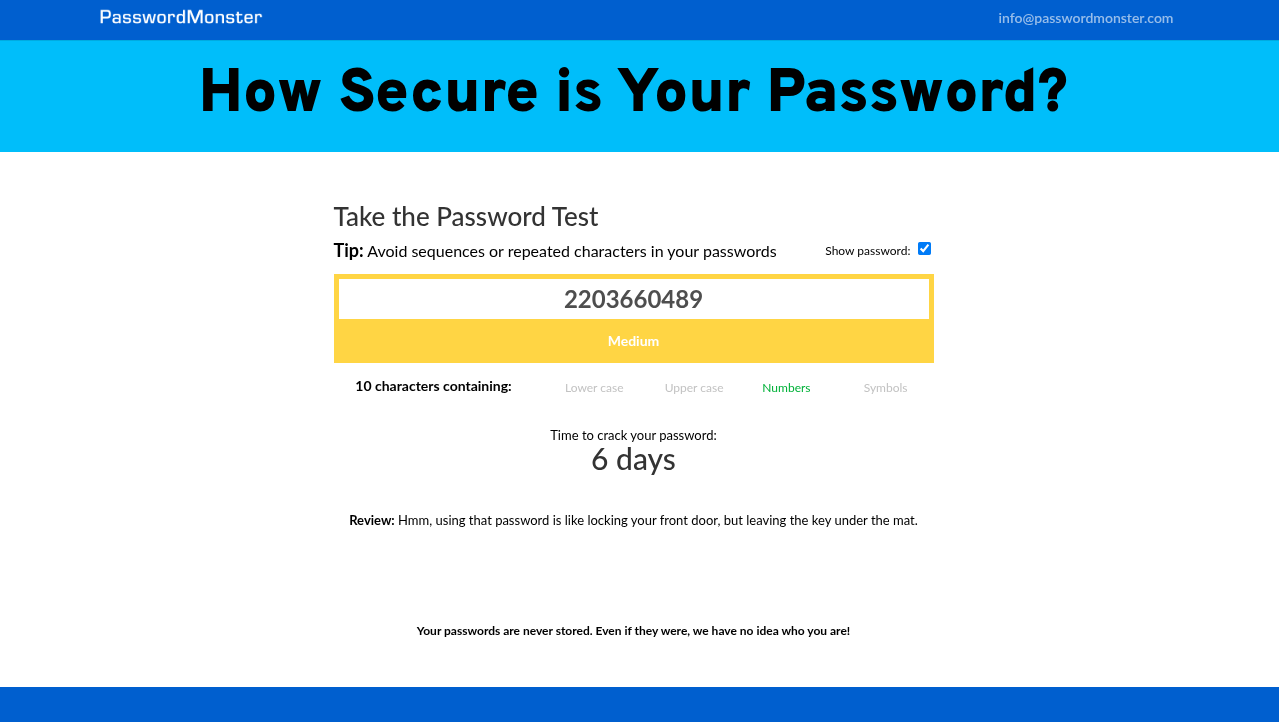 PasswordMonster
info@passwordmonster.com
How Secure is Your Password?
Take the Password Test
Tip: Avoid sequences or repeated characters in your passwords
Show password:
2203660489
Medium
10 characters containing: Lower case Upper case Numbers Symbols
Time to crack your password:
6 days
Review: Hmm, using that password is like locking your front door, but leaving the key under the mat.
Your passwords are never stored. Even if they were, we have no idea who you are!